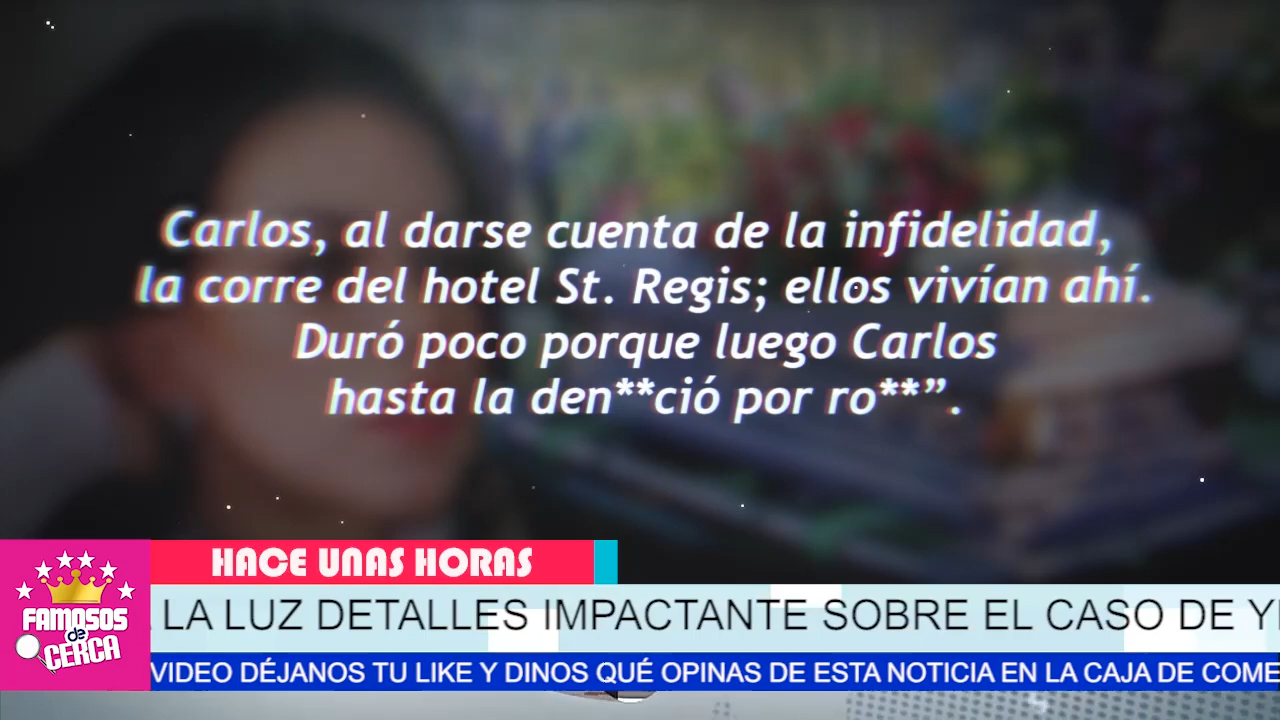 Carlos, al darse cuenta de la infidelidad,
la corre del hotel St. Regis; ellos vivían ahí.
Duró poco porque luego Carlos
hasta la den**ció por ro**”.
HACE UNAS HORAS
FAMOSOS
de
CERCA
LA LUZ DETALLES IMPACTANTE SOBRE EL CASO DE
VIDEO DÉJANOS TU LIKE Y DINOS QUÉ OPINAS DE ESTA NOTICIA EN LA CAJA DE COME